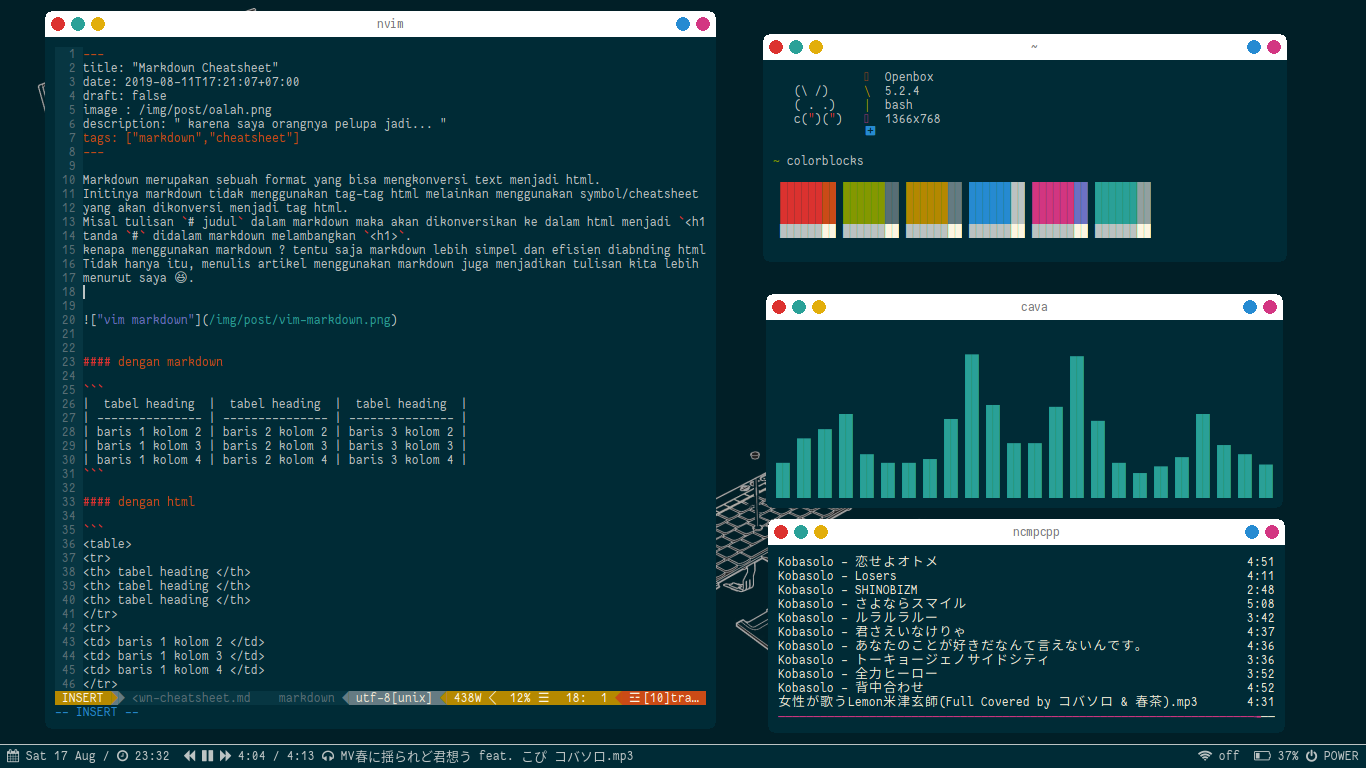 nvim
1 ---
2 title: "Markdown Cheatsheet"
3 date: 2019-08-11T17:21:07+07:00
4 draft: false
5 image : /img/post/oalah.png
6 description: " karena saya orangnya pelupa jadi... "
7 tags: ["markdown","cheatsheet"]
8 ---
9
10 Markdown merupakan sebuah format yang bisa mengkonversi text menjadi html.
11 Initinya markdown tidak menggunakan tag-tag html melainkan menggunakan symbol/cheatsheet
12 yang akan dikonversi menjadi tag html.
13 Misal tulisan `# judul` dalam markdown maka akan dikonversikan ke dalam html menjadi `<h1
14 tanda `#` didalam markdown melambangkan `<h1>`.
15 kenapa menggunakan markdown ? tentu saja markdown lebih simpel dan efisien diabnding html
16 Tidak hanya itu, menulis artikel menggunakan markdown juga menjadikan tulisan kita lebih
17 menurut saya 😆.
18
19
20 !["vim markdown"](/img/post/vim-markdown.png)
21
22
23 #### dengan markdown
24
25 ```
26 |  tabel heading  |  tabel heading  |  tabel heading  |
27 | --------------- | --------------- | --------------- |
28 | baris 1 kolom 2 | baris 2 kolom 2 | baris 3 kolom 2 |
29 | baris 1 kolom 3 | baris 2 kolom 3 | baris 3 kolom 3 |
30 | baris 1 kolom 4 | baris 2 kolom 4 | baris 3 kolom 4 |
31 ```
32
33 #### dengan html
34
35 ```
36 <table>
37 <tr>
38 <th> tabel heading </th>
39 <th> tabel heading </th>
40 <th> tabel heading </th>
41 </tr>
42 <tr>
43 <td> baris 1 kolom 2 </td>
44 <td> baris 1 kolom 3 </td>
45 <td> baris 1 kolom 4 </td>
46 </tr>
INSERT <wn-cheatsheet.md markdown utf-8[unix] 438W 12% ☰ 18: 1 ☲ [10]tra…
-- INSERT --
~
Openbox
(\ /) \ 5.2.4
( . .) | bash
c(")(") 1366x768
~ colorblocks
cava
ncmpcpp
Kobasolo - 恋せよオトメ 4:51
Kobasolo - Losers 4:11
Kobasolo - SHINOBIZM 2:48
Kobasolo - さよならスマイル 5:08
Kobasolo - ルラルラルー 3:42
Kobasolo - 君さえいなけりゃ 4:37
Kobasolo - あなたのことが好きだなんて言えないんです。 4:36
Kobasolo - トーキョージェノサイドシティ 3:36
Kobasolo - 全力ヒーロー 3:52
Kobasolo - 背中合わせ 4:52
女性が歌うLemon米津玄師(Full Covered by コバソロ & 春茶).mp3 4:31
Sat 17 Aug / 23:32 4:04 / 4:13 MV春に揺られど君想う feat. こぴ コバソロ.mp3 off 37% POWER